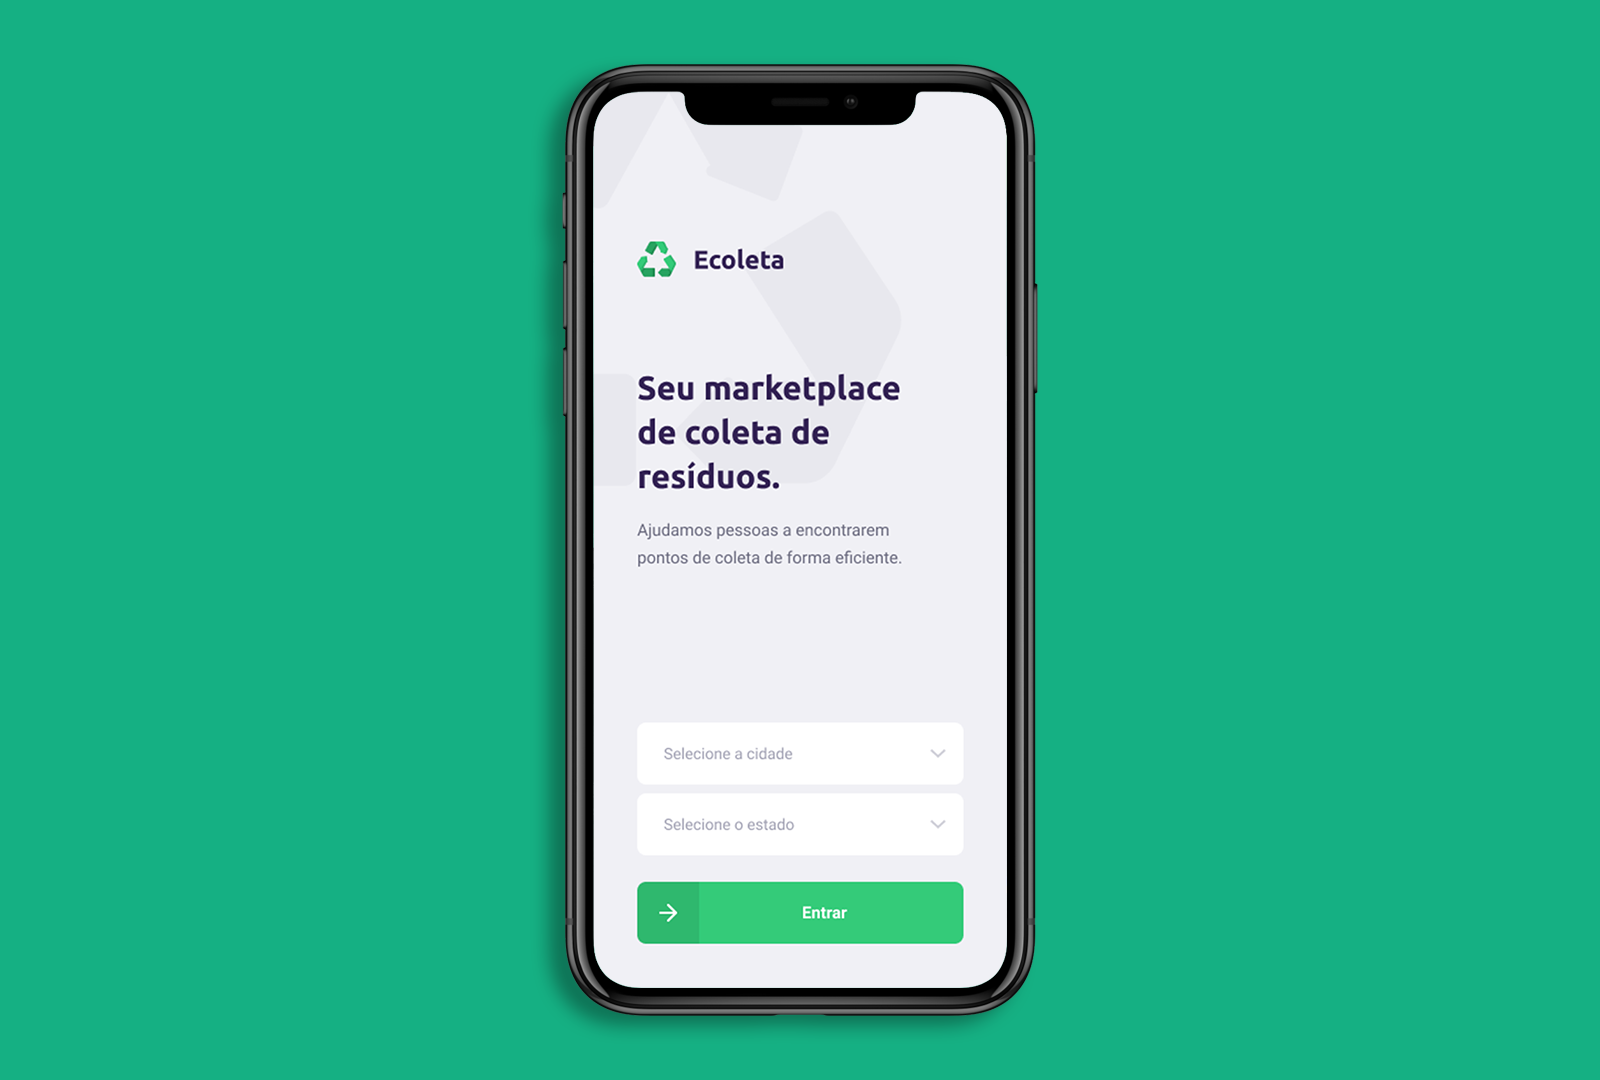 Ecoleta
Seu marketplace
de coleta de
resíduos.
Ajudamos pessoas a encontrarem
pontos de coleta de forma eficiente.
Selecione a cidade
Selecione o estado
Entrar